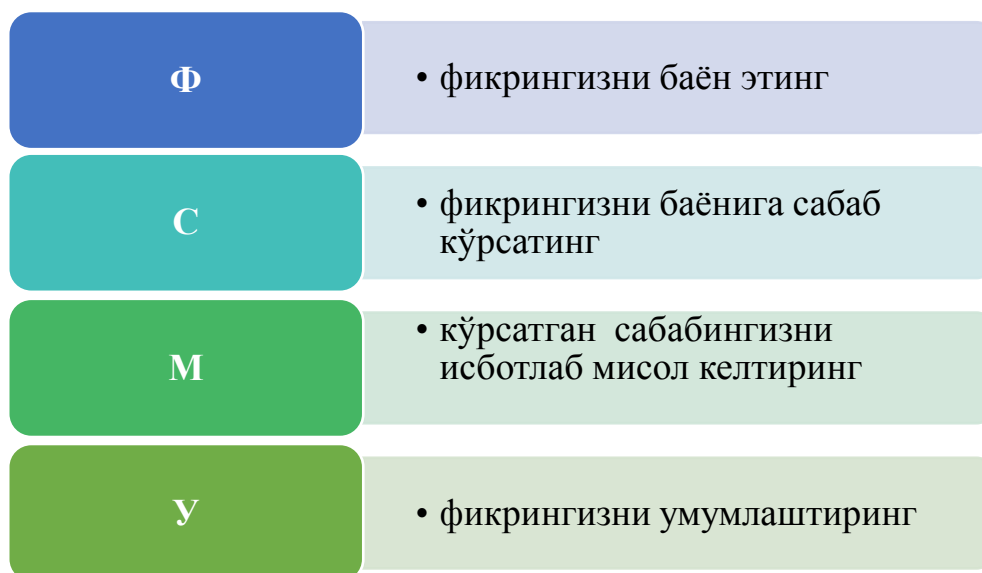 Ф
• фикрингизни баён этинг
С
• фикрингизни баёнига сабаб
кўрсатинг
М
• кўрсатган сабабингизни
исботлаб мисол келтиринг
У
• фикрингизни умумлаштиринг